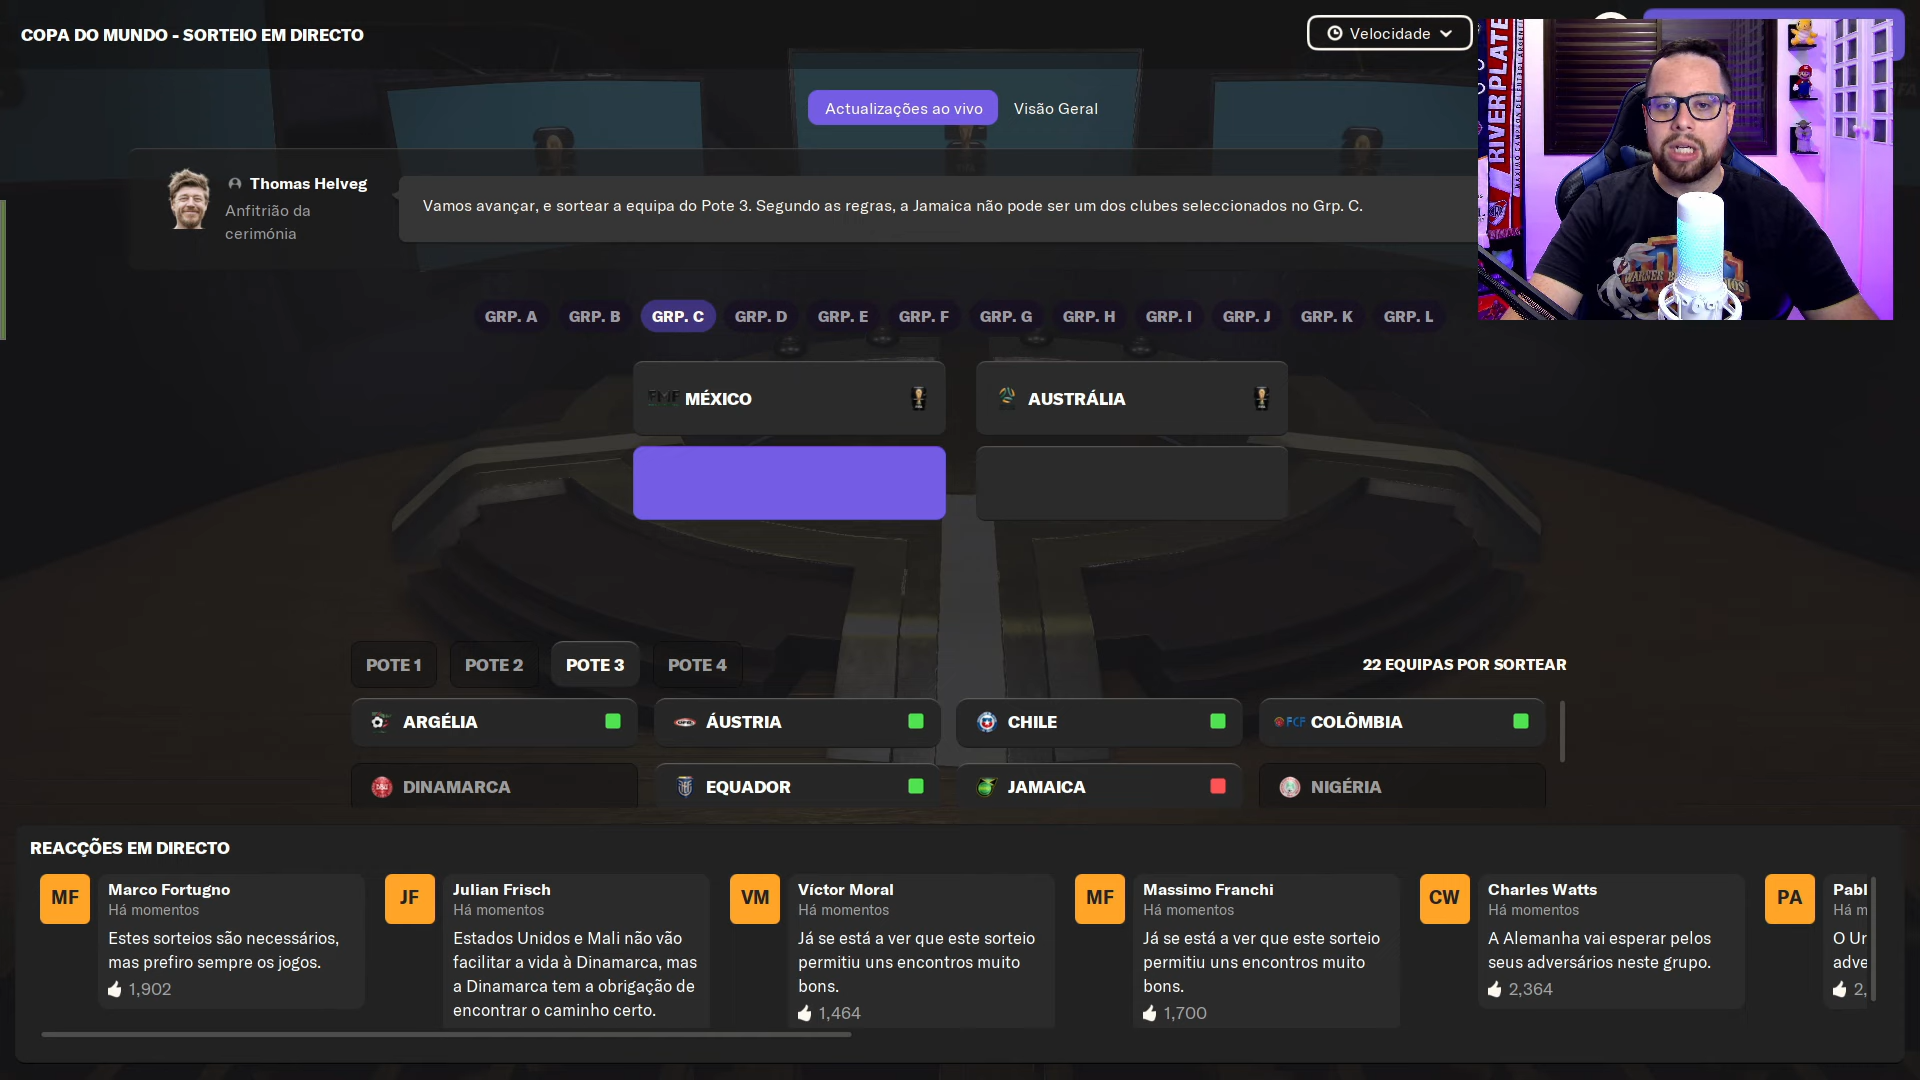 COPA DO MUNDO - SORTEIO EM DIRECTO
Velocidade
Actualizações ao vivo
Visão Geral
Thomas Helveg
Anfitrião da
cerimónia
Vamos avançar, e sortear a equipa do Pote 3. Segundo as regras, a Jamaica não pode ser um dos clubes seleccionados no Grp. C.
RIVERPLATE
GRP. A
GRP. B
GRP. C
GRP. D
GRP. E
GRP. F
GRP. G
GRP. H
GRP. I
GRP. J
GRP. K
GRP. L
FMF MÉXICO
AUSTRÁLIA
POTE 1
POTE 2
POTE 3
POTE 4
22 EQUIPAS POR SORTEAR
ARGÉLIA
ÁUSTRIA
CHILE
FCF COLÔMBIA
DINAMARCA
EQUADOR
JAMAICA
NIGÉRIA
REACÇÕES EM DIRECTO
MF
Marco Fortugno
Há momentos
Estes sorteios são necessários,
mas prefiro sempre os jogos.
1,902
JF
Julian Frisch
Há momentos
Estados Unidos e Mali não vão
facilitar a vida à Dinamarca, mas
a Dinamarca tem a obrigação de
encontrar o caminho certo.
VM
Víctor Moral
Há momentos
Já se está a ver que este sorteio
permitiu uns encontros muito
bons.
1,464
MF
Massimo Franchi
Há momentos
Já se está a ver que este sorteio
permitiu uns encontros muito
bons.
1,700
CW
Charles Watts
Há momentos
A Alemanha vai esperar pelos
seus adversários neste grupo.
2,364
PA
Pabl
Há m
O Ur
adve
2,